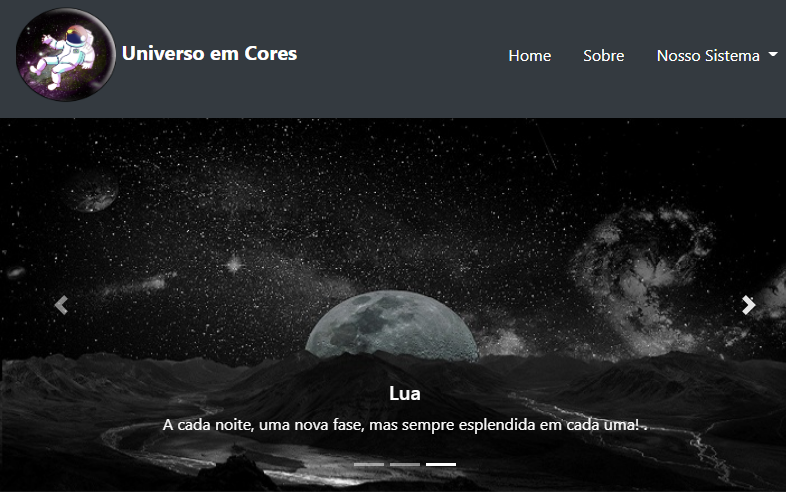 Universo em Cores
Home Sobre Nosso Sistema
Lua
A cada noite, uma nova fase, mas sempre esplendida em cada uma!